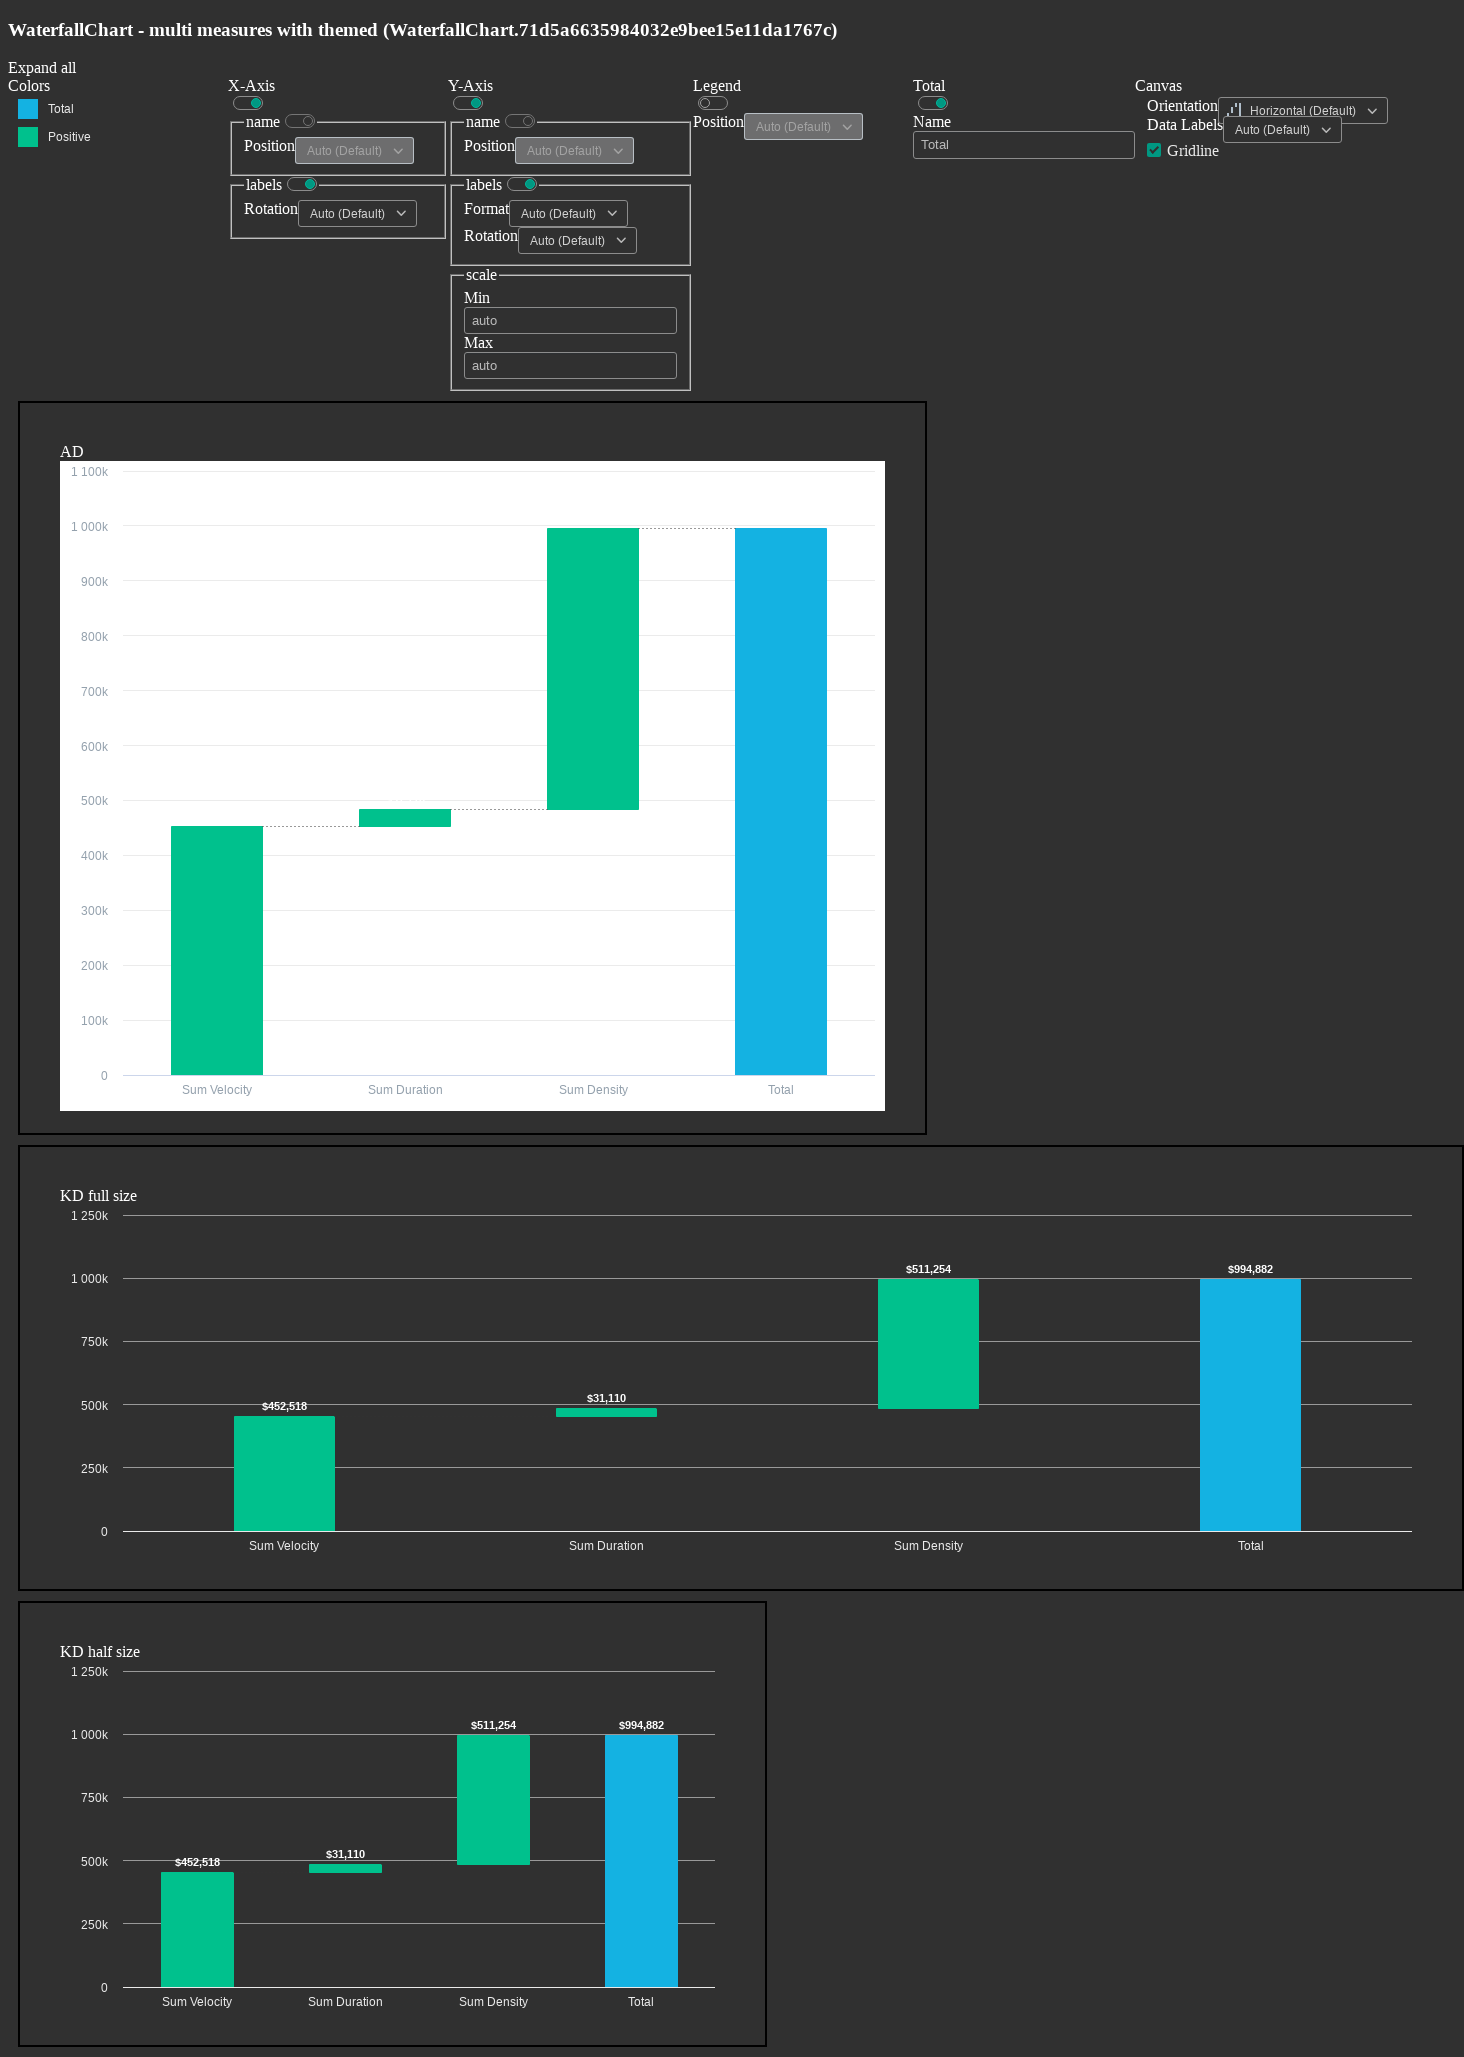 WaterfallChart - multi measures with themed (WaterfallChart.71d5a6635984032e9bee15e11da1767c)
Expand all
Colors
Total
Positive
X-Axis
name
Position Auto (Default)
labels
Rotation Auto (Default)
Y-Axis
name
Position Auto (Default)
labels
Format Auto (Default)
Rotation Auto (Default)
scale
Min
auto
Max
auto
Legend
Position Auto (Default)
Total
Name
Total
Canvas
Orientation Horizontal (Default)
Data Labels Auto (Default)
Gridline
AD
1 100k
1 000k
900k
800k
700k
600k
500k
400k
300k
200k
100k
0
Sum Velocity Sum Duration Sum Density Total
KD full size
1 250k
$511,254 $994,882
1 000k
750k
$31,110
500k $452,518
250k
0
Sum Velocity Sum Duration Sum Density Total
KD half size
1 250k
$511,254 $994,882
1 000k
750k
$31,110
500k $452,518
250k
0
Sum Velocity Sum Duration Sum Density Total